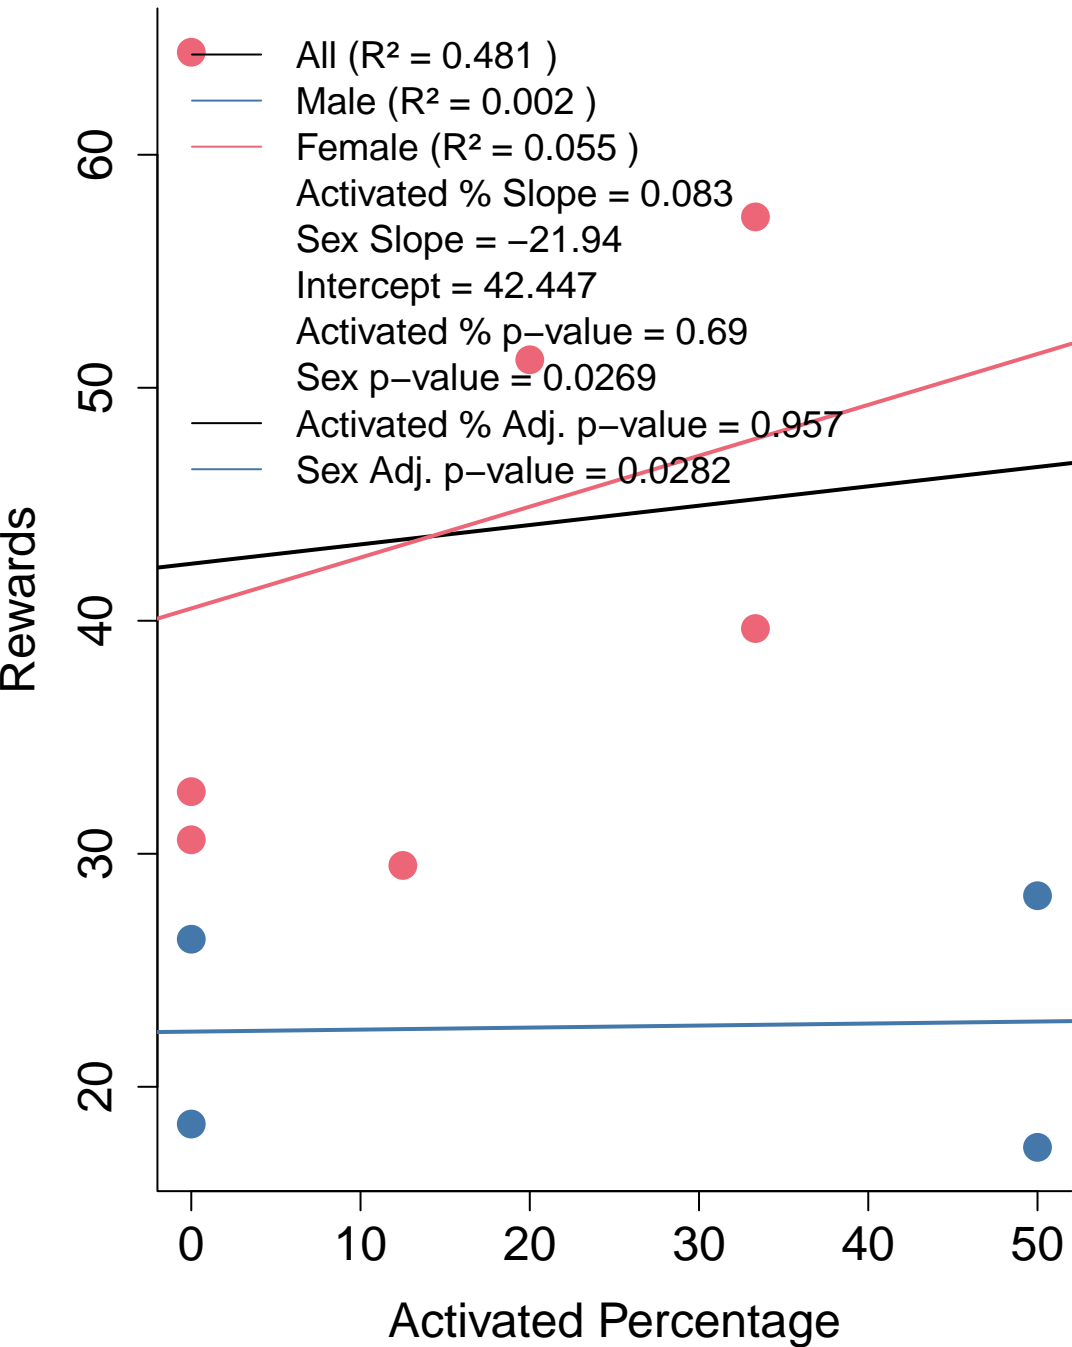 All (R² = 0.481 )
Male (R² = 0.002 )
Female (R² = 0.055 )
Activated % Slope = 0.083
Sex Slope = −21.94
Intercept = 42.447
Activated % p−value = 0.69
Sex p−value = 0.0269
Activated % Adj. p−value = 0.957
Sex Adj. p−value = 0.0282
Rewards
60
50
40
30
20
0 10 20 30 40 50
Activated Percentage